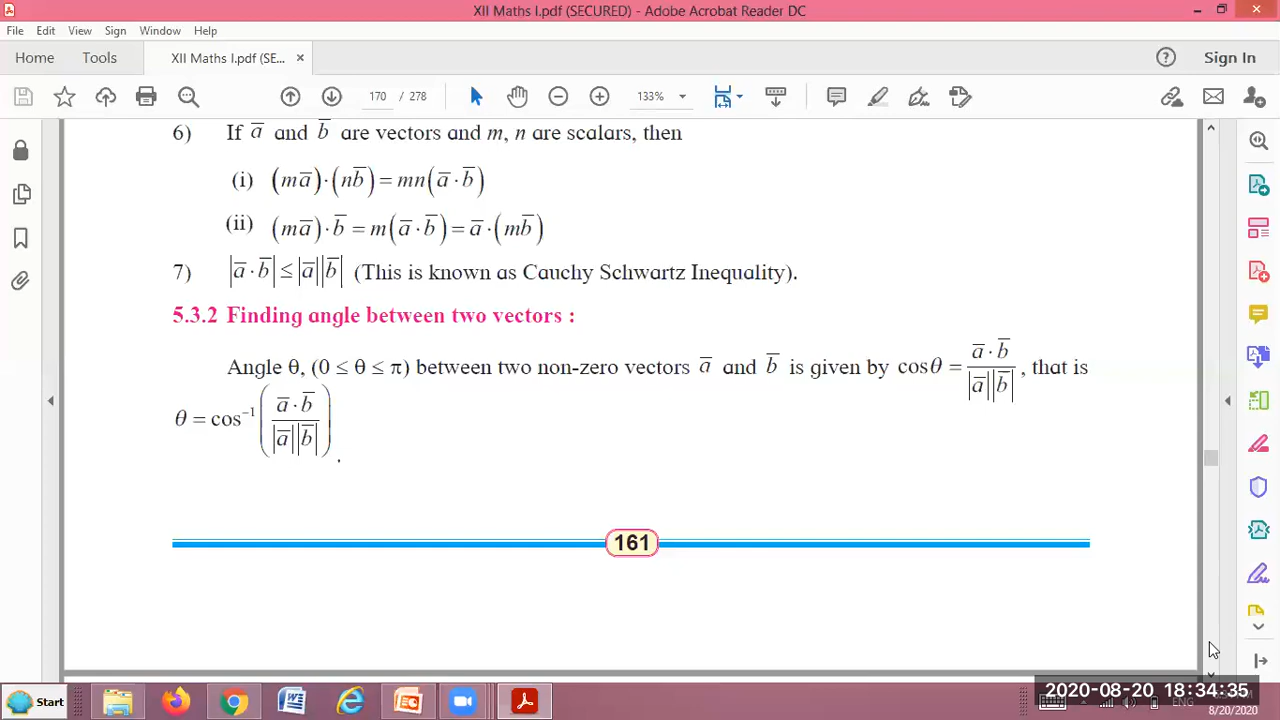 XII Maths I.pdf (SECURED) - Adobe Acrobat Reader DC
File Edit View Sign Window Help
Home Tools XII Maths I.pdf (SE... × Sign In
170 / 278 133%
6) If a̅ and b̅ are vectors and m, n are scalars, then
(i) (ma̅)·(nb̅) = mn(a̅·b̅)
(ii) (ma̅)·b̅ = m(a̅·b̅) = a̅·(mb̅)
7) |a̅·b̅| ≤ |a̅||b̅| (This is known as Cauchy Schwartz Inequality).
5.3.2 Finding angle between two vectors :
Angle θ, (0 ≤ θ ≤ π) between two non-zero vectors a̅ and b̅ is given by cosθ = a̅·b̅ / |a̅||b̅| , that is
θ = cos⁻¹ ( a̅·b̅ / |a̅||b̅| ) .
161
Start
2020-08-20 18:34:35
EN
8/20/2020